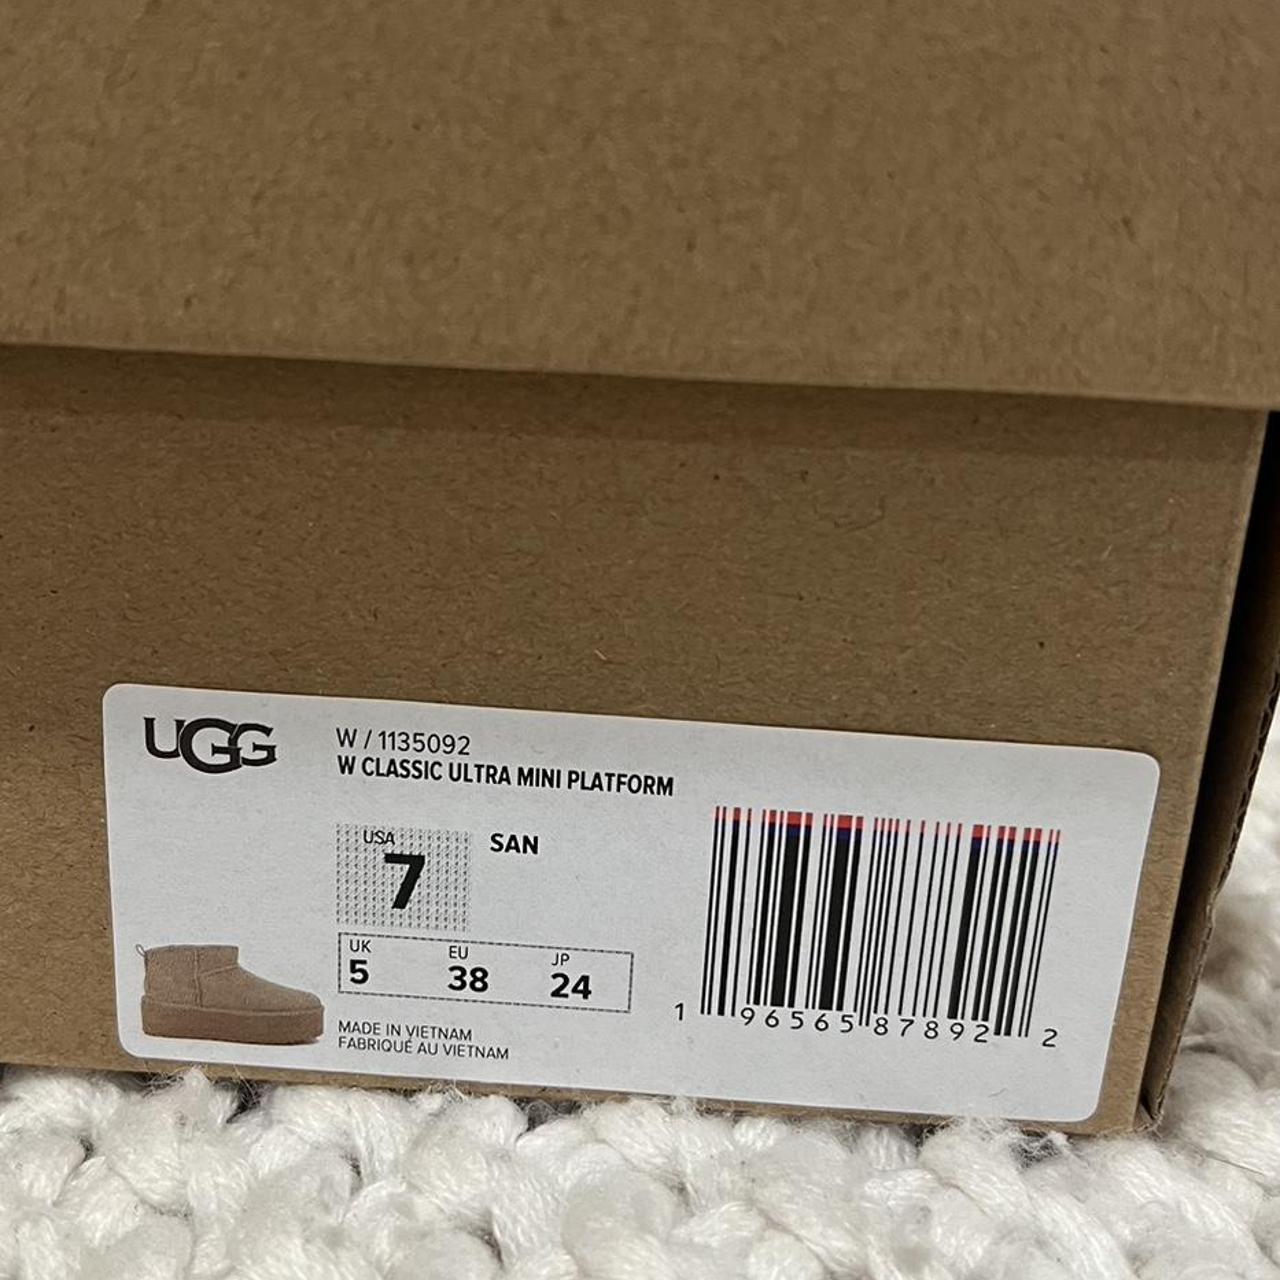 UGG
W / 1135092
W CLASSIC ULTRA MINI PLATFORM
USA
7
SAN
UK EU JP
5 38 24
MADE IN VIETNAM
FABRIQUÉ AU VIETNAM
1 96565 87892 2